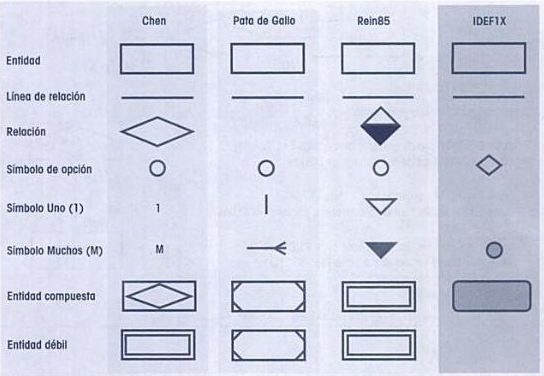 Chen Pata de Gallo Rein85 IDEF1X
Entidad
Línea de relación
Relación
Símbolo de opción
Símbolo Uno (1) 1
Símbolo Muchos (M) M
Entidad compuesta
Entidad débil